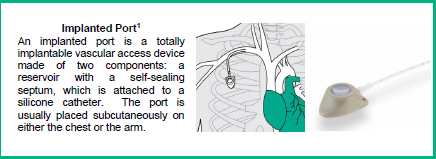 Implanted Port¹
An implanted port is a totally
implantable vascular access device
made of two components: a
reservoir with a self-sealing
septum, which is attached to a
silicone catheter. The port is
usually placed subcutaneously on
either the chest or the arm.